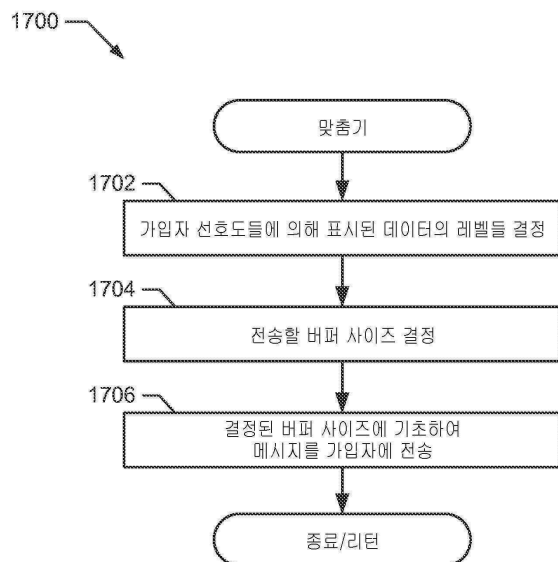 1700
맞춤기
1702
가입자 선호도들에 의해 표시된 데이터의 레벨들 결정
1704
전송할 버퍼 사이즈 결정
1706
결정된 버퍼 사이즈에 기초하여
메시지를 가입자에 전송
종료/리턴